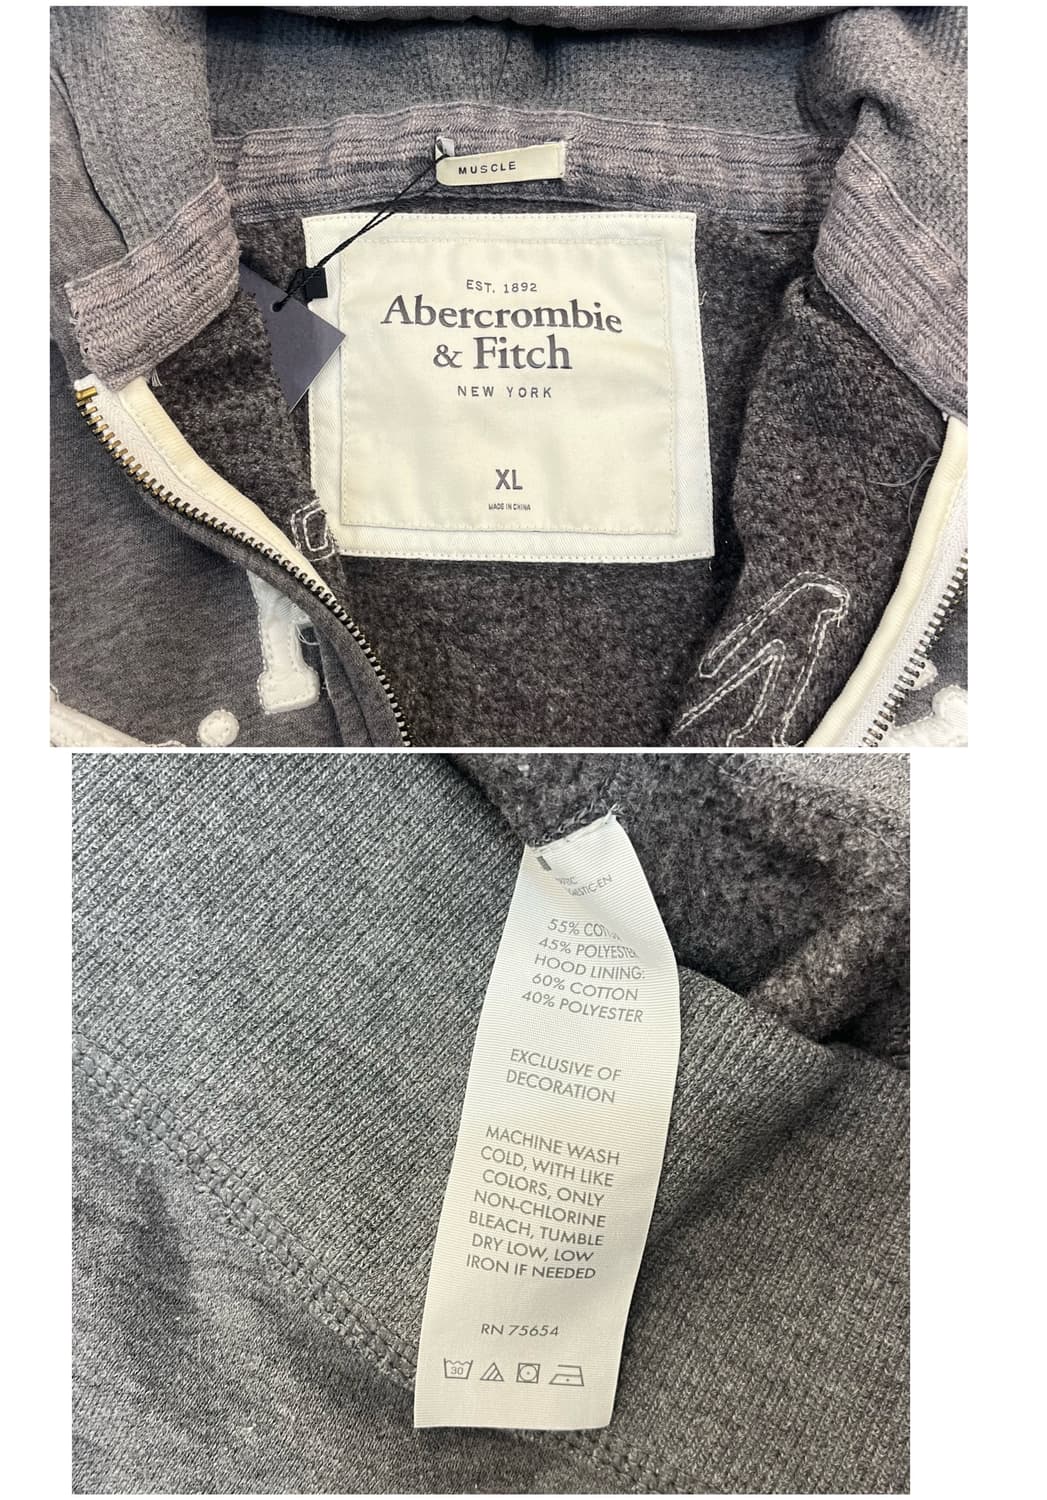 MUSCLE
EST. 1892
Abercrombie
& Fitch
NEW YORK
XL
MADE IN CHINA
55%
45% POLYESTER
HOOD LINING:
60% COTTON
40% POLYESTER
EXCLUSIVE OF
DECORATION
MACHINE WASH
COLD, WITH LIKE
COLORS, ONLY
NON-CHLORINE
BLEACH, TUMBLE
DRY LOW, LOW
IRON IF NEEDED
RN 75654
30